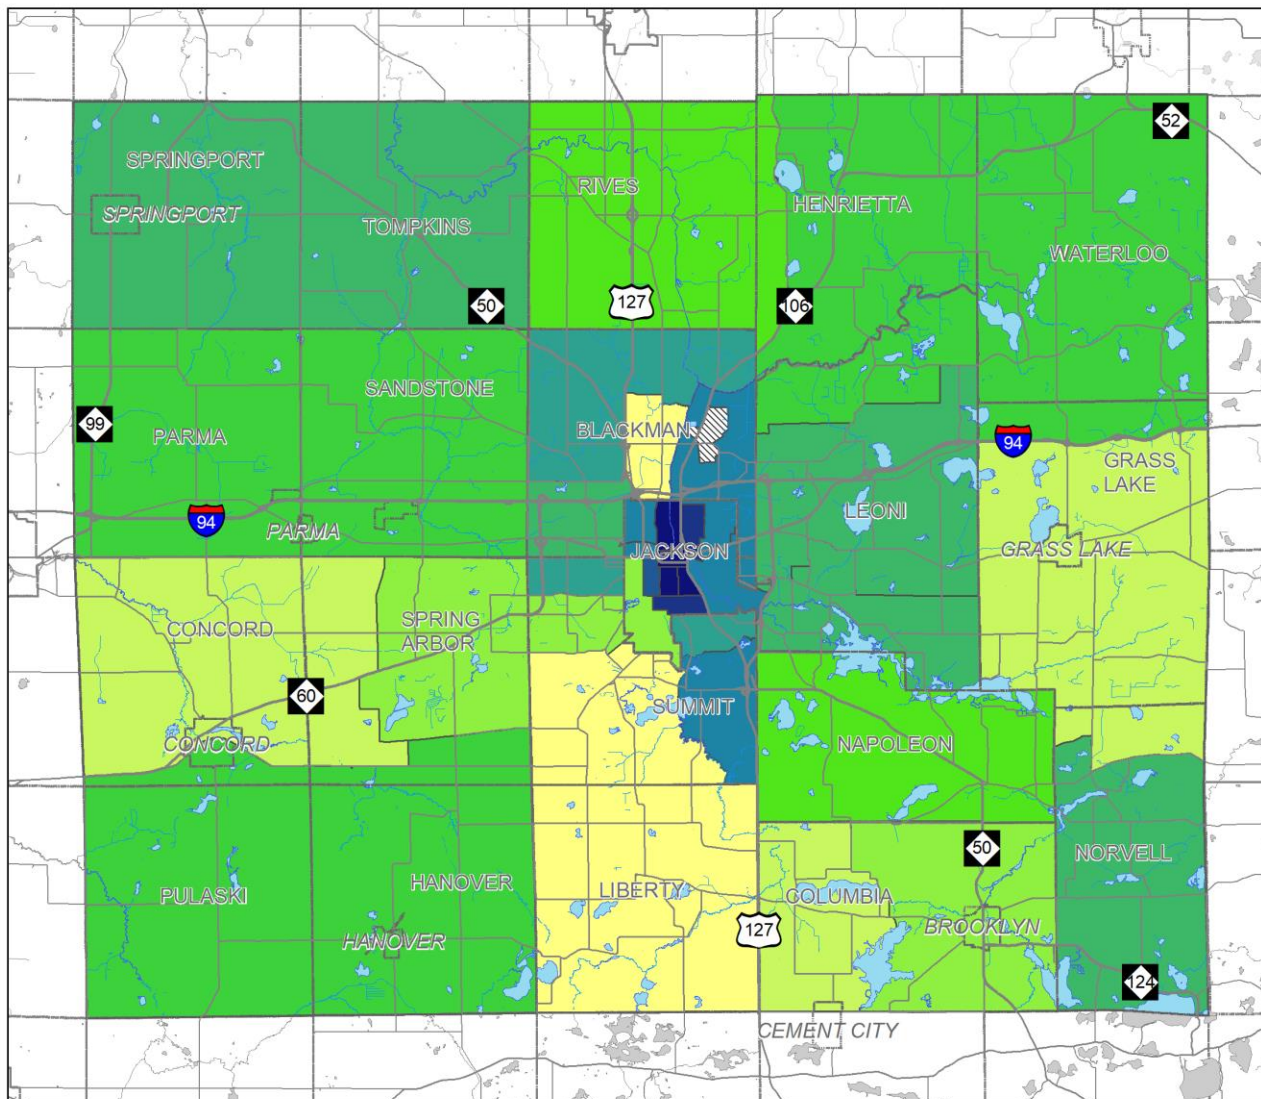 52
SPRINGPORT
RIVES
SPRINGPORT
HENRIETTA
TOMPKINS
WATERLOO
50
127
106
SANDSTONE
99
PARMA
BLACKMAN
94
GRASS
LAKE
LEONI
94
PARMA
JACKSON
GRASS LAKE
SPRING
ARBOR
CONCORD
60
SUMMIT
CONCORD
NAPOLEON
50
NORVELL
HANOVER
PULASKI
LIBERTY
COLUMBIA
127
BROOKLYN
HANOVER
124
CEMENT CITY